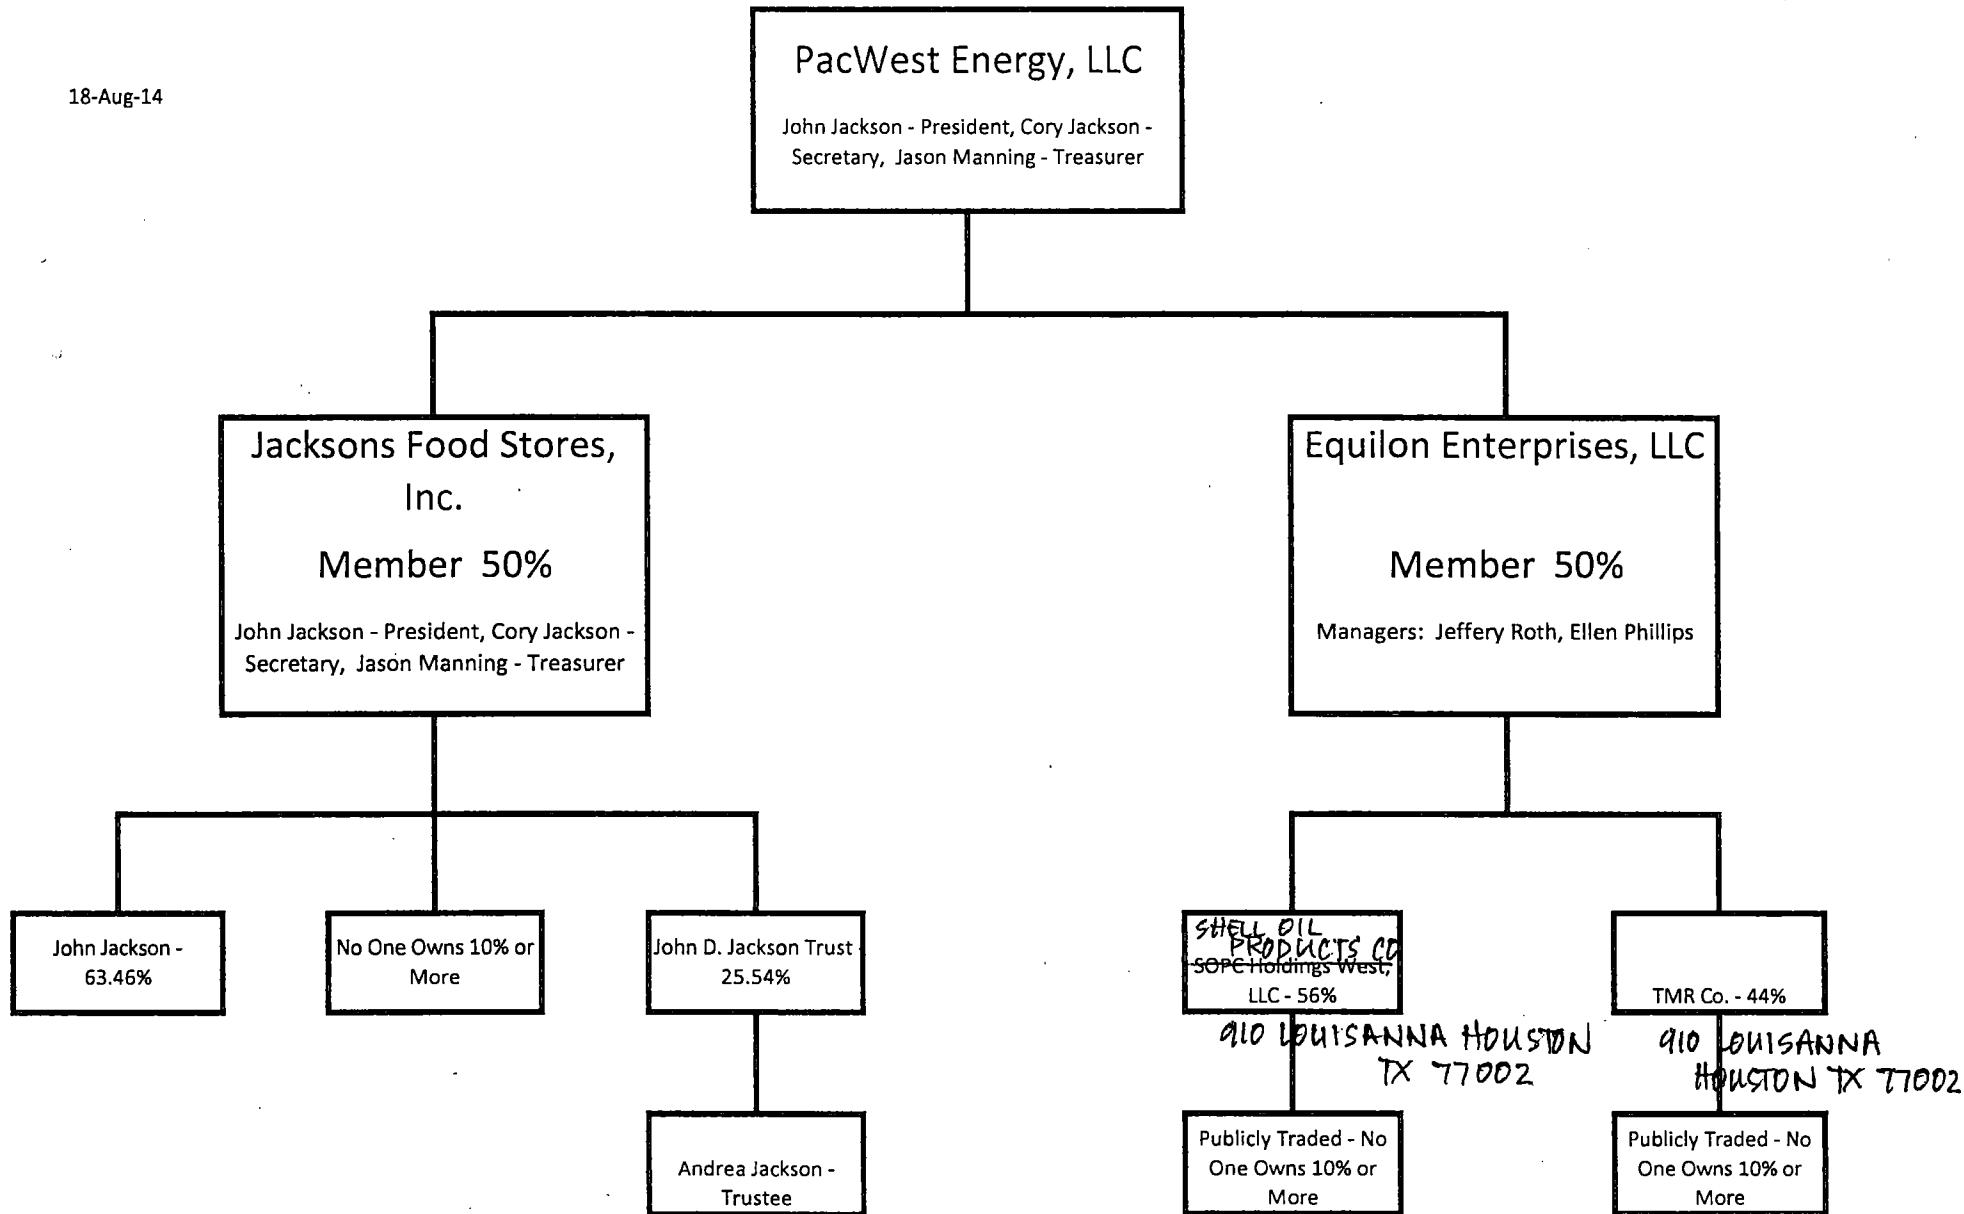 18-Aug-14
PacWest Energy, LLC
John Jackson - President, Cory Jackson -
Secretary, Jason Manning - Treasurer
Jacksons Food Stores,
Inc.
Member 50%
John Jackson - President, Cory Jackson -
Secretary, Jason Manning - Treasurer
Equilon Enterprises, LLC
Member 50%
Managers: Jeffery Roth, Ellen Phillips
John Jackson -
63.46%
No One Owns 10% or
More
John D. Jackson Trust
25.54%
Andrea Jackson -
Trustee
SHELL OIL
PRODUCTS CO
SOPC Holdings West,
LLC - 56%
910 LOUISANNA HOUSTON
TX 77002
Publicly Traded - No
One Owns 10% or
More
TMR Co. - 44%
910 LOUISANNA
HOUSTON TX 77002
Publicly Traded - No
One Owns 10% or
More